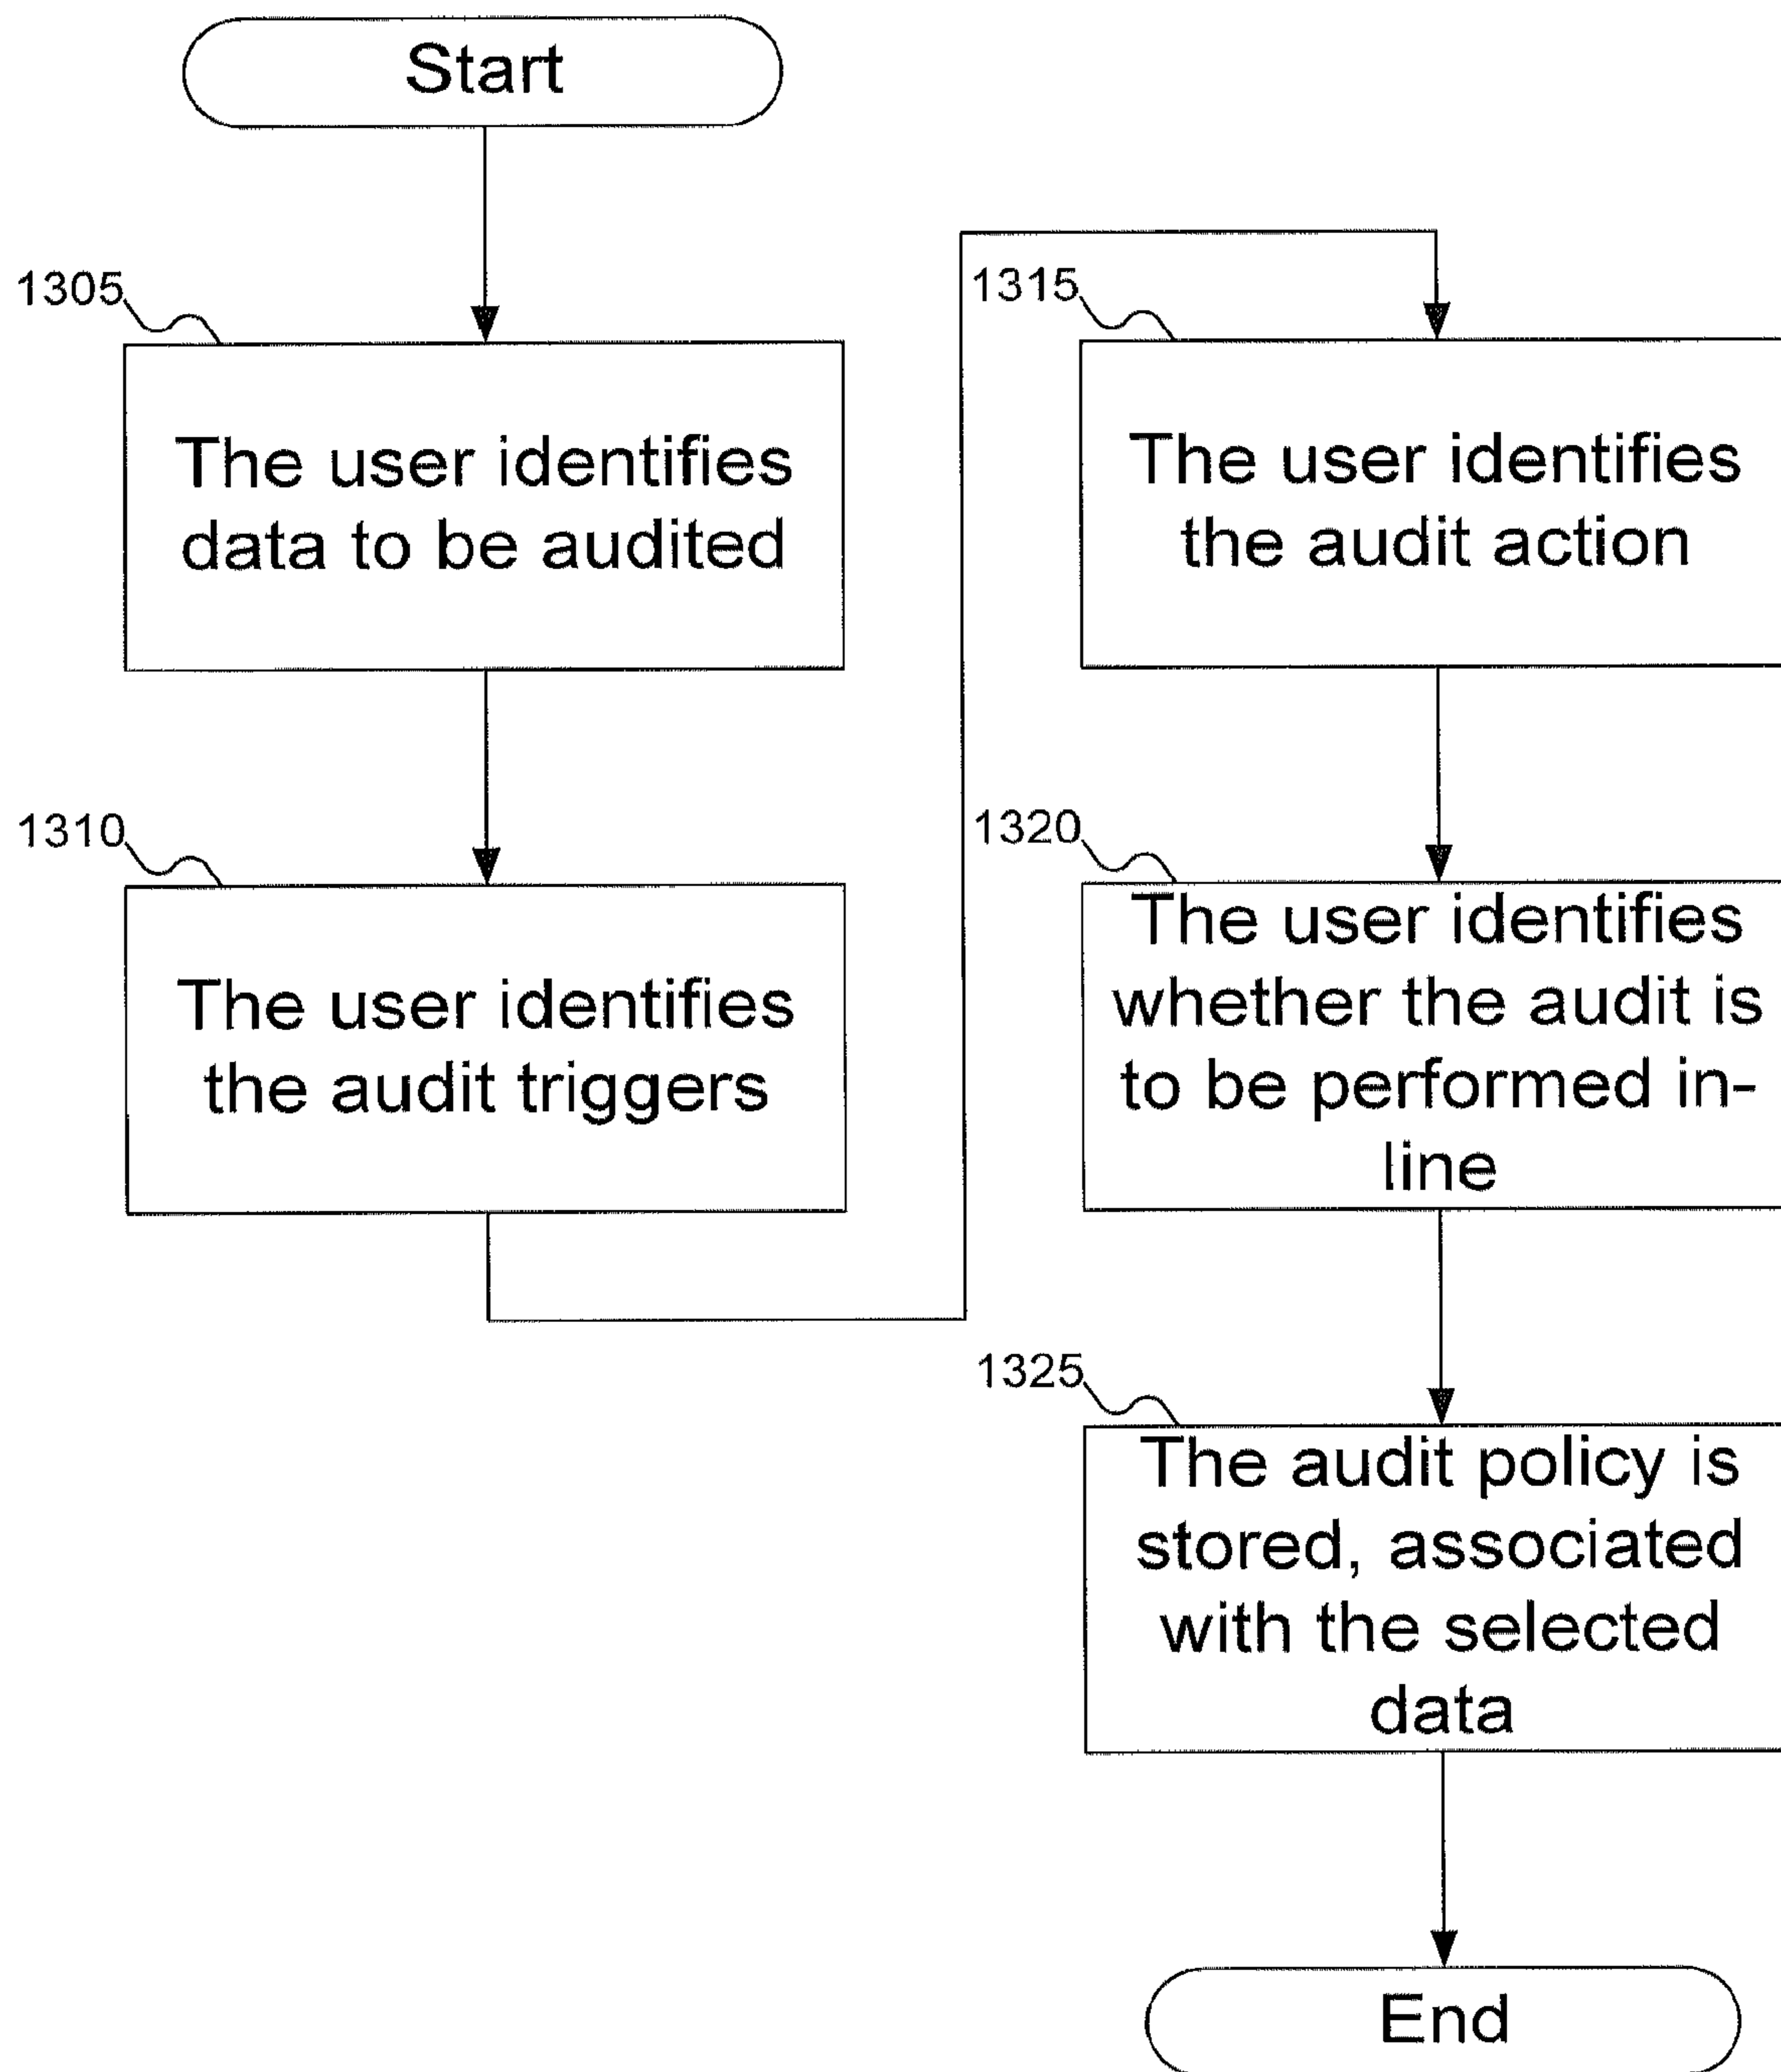 Start
1305
The user identifies
data to be audited
1310
The user identifies
the audit triggers
1315
The user identifies
the audit action
1320
The user identifies
whether the audit is
to be performed in-
line
1325
The audit policy is
stored, associated
with the selected
data
End